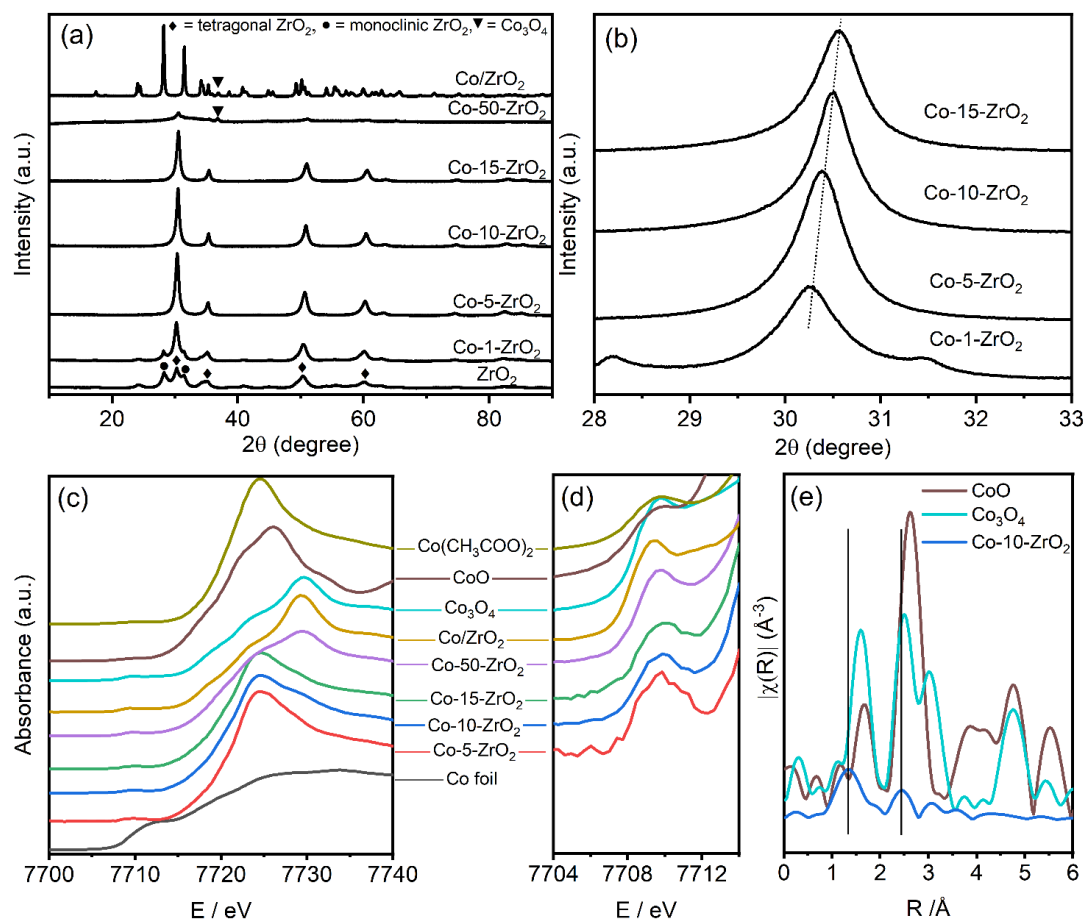 (a)
♦ = tetragonal ZrO₂, ● = monoclinic ZrO₂, ▼ = Co₃O₄
Co/ZrO₂
Co-50-ZrO₂
Co-15-ZrO₂
Co-10-ZrO₂
Co-5-ZrO₂
Co-1-ZrO₂
ZrO₂
Intensity (a.u.)
20 40 60 80
2θ (degree)
(b)
Co-15-ZrO₂
Co-10-ZrO₂
Co-5-ZrO₂
Co-1-ZrO₂
Intensity (a.u.)
28 29 30 31 32 33
2θ (degree)
(c)
Absorbance (a.u.)
7700 7710 7720 7730 7740
E / eV
Co(CH₃COO)₂
CoO
Co₃O₄
Co/ZrO₂
Co-50-ZrO₂
Co-15-ZrO₂
Co-10-ZrO₂
Co-5-ZrO₂
Co foil
(d)
7704 7708 7712
E / eV
(e)
CoO
Co₃O₄
Co-10-ZrO₂
|χ(R)| (Å⁻³)
0 1 2 3 4 5 6
R /Å